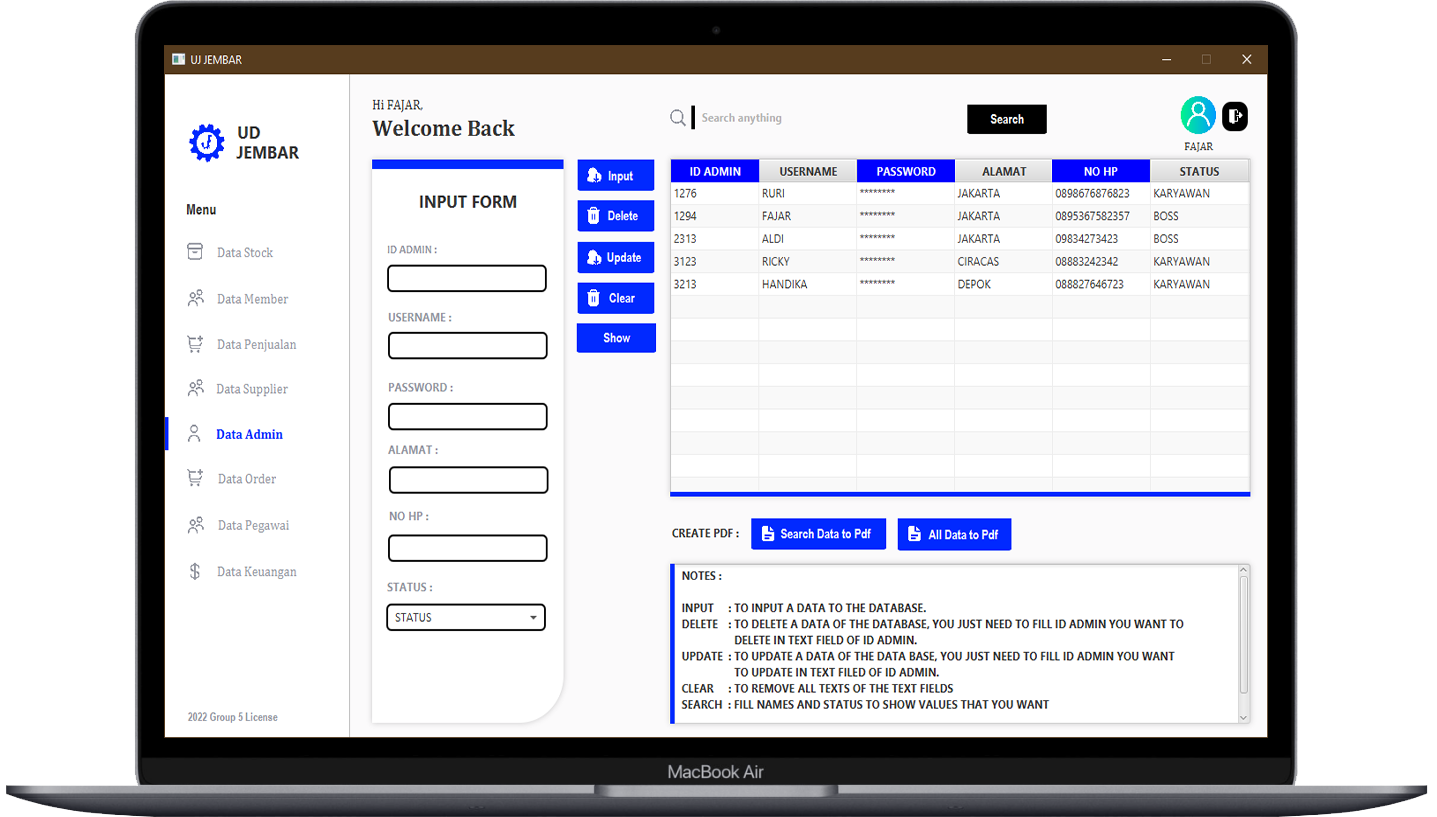 UJ JEMBAR
UD
JEMBAR
Menu
Data Stock
Data Member
Data Penjualan
Data Supplier
Data Admin
Data Order
Data Pegawai
Data Keuangan
2022 Group 5 License
Hi FAJAR,
Welcome Back
INPUT FORM
ID ADMIN :
USERNAME :
PASSWORD :
ALAMAT :
NO HP :
STATUS :
STATUS
Input
Delete
Update
Clear
Show
Search anything
Search
FAJAR
ID ADMIN USERNAME PASSWORD ALAMAT NO HP STATUS
1276 RURI ******** JAKARTA 0898676876823 KARYAWAN
1294 FAJAR ******** JAKARTA 0895367582357 BOSS
2313 ALDI ******** JAKARTA 09834273423 BOSS
3123 RICKY ******** CIRACAS 08883242342 KARYAWAN
3213 HANDIKA ******** DEPOK 088827646723 KARYAWAN
CREATE PDF : Search Data to Pdf All Data to Pdf
NOTES :
INPUT : TO INPUT A DATA TO THE DATABASE.
DELETE : TO DELETE A DATA OF THE DATABASE, YOU JUST NEED TO FILL ID ADMIN YOU WANT TO
DELETE IN TEXT FIELD OF ID ADMIN.
UPDATE : TO UPDATE A DATA OF THE DATA BASE, YOU JUST NEED TO FILL ID ADMIN YOU WANT
TO UPDATE IN TEXT FILED OF ID ADMIN.
CLEAR : TO REMOVE ALL TEXTS OF THE TEXT FIELDS
SEARCH : FILL NAMES AND STATUS TO SHOW VALUES THAT YOU WANT
MacBook Air